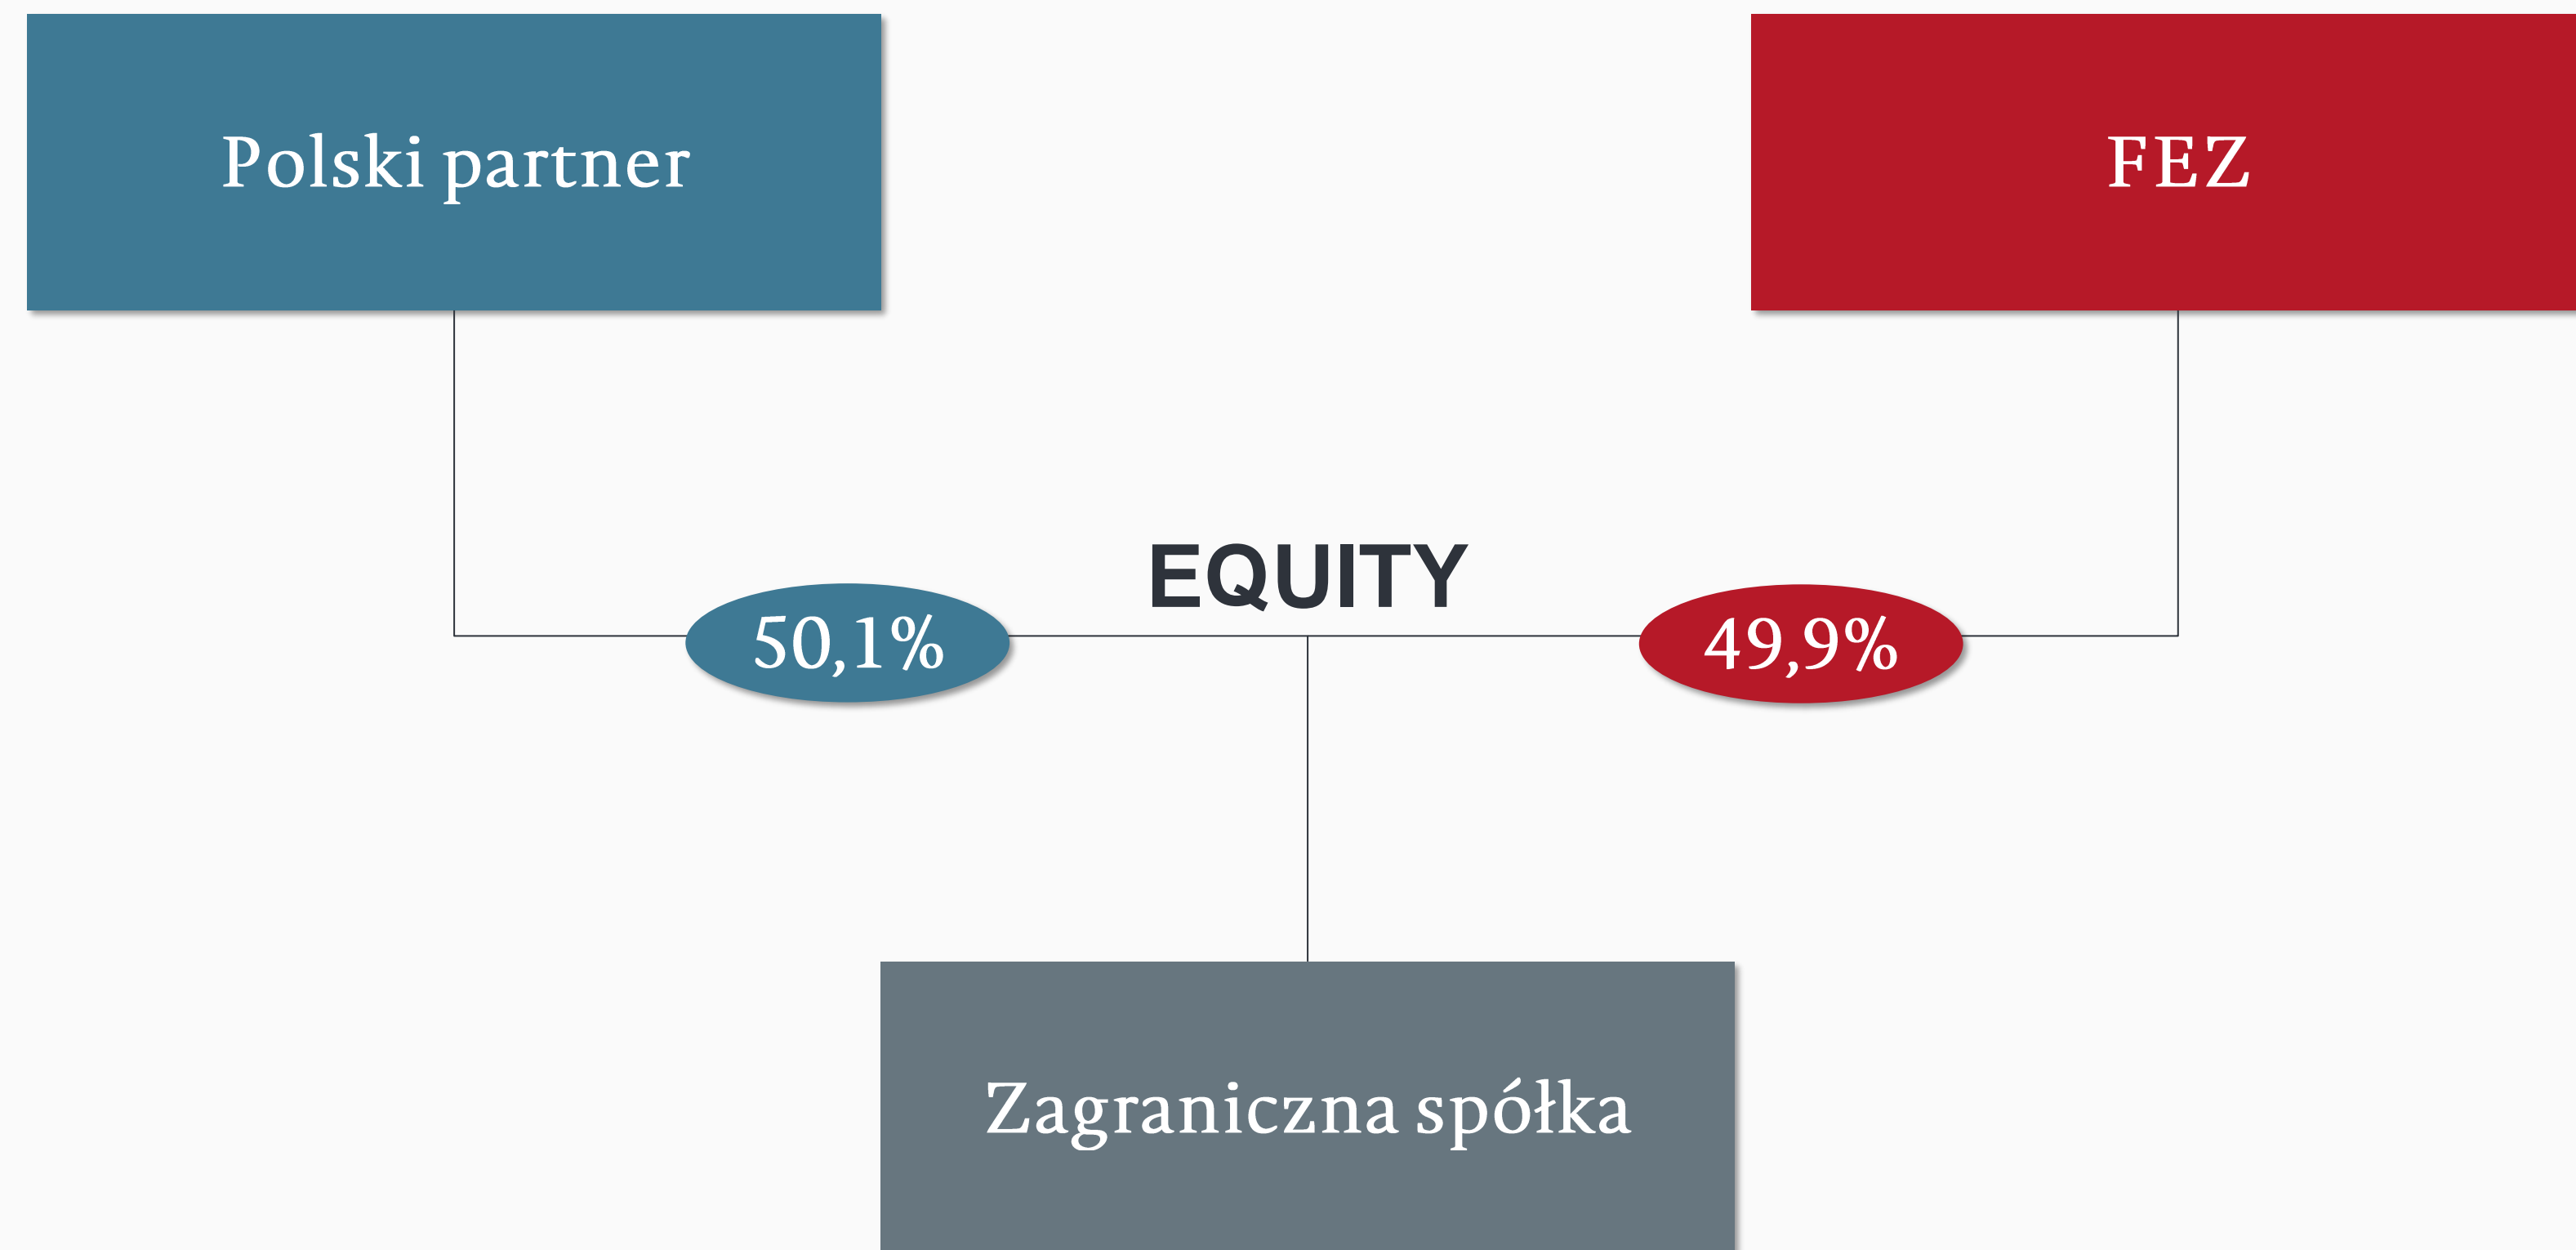 Polski partner
FEZ
EQUITY
50,1%
49,9%
Zagraniczna spółka